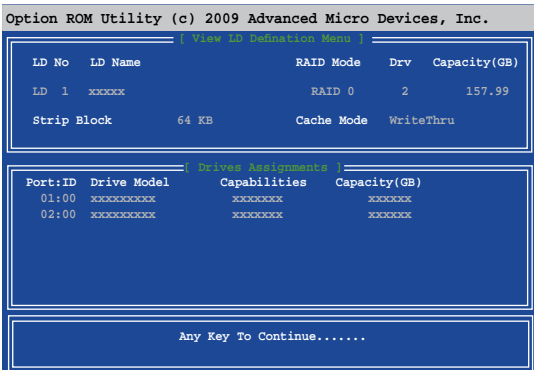 Option ROM Utility (c) 2009 Advanced Micro Devices, Inc.
[ View LD Defination Menu ]
LD No LD Name RAID Mode Drv Capacity(GB)
LD 1 xxxxx RAID 0 2 157.99
Strip Block 64 KB Cache Mode WriteThru
[ Drives Assignments ]
Port:ID Drive Model Capabilities Capacity(GB)
01:00 xxxxxxxxx xxxxxxx xxxxxx
02:00 xxxxxxxxx xxxxxxx xxxxxx
Any Key To Continue.......